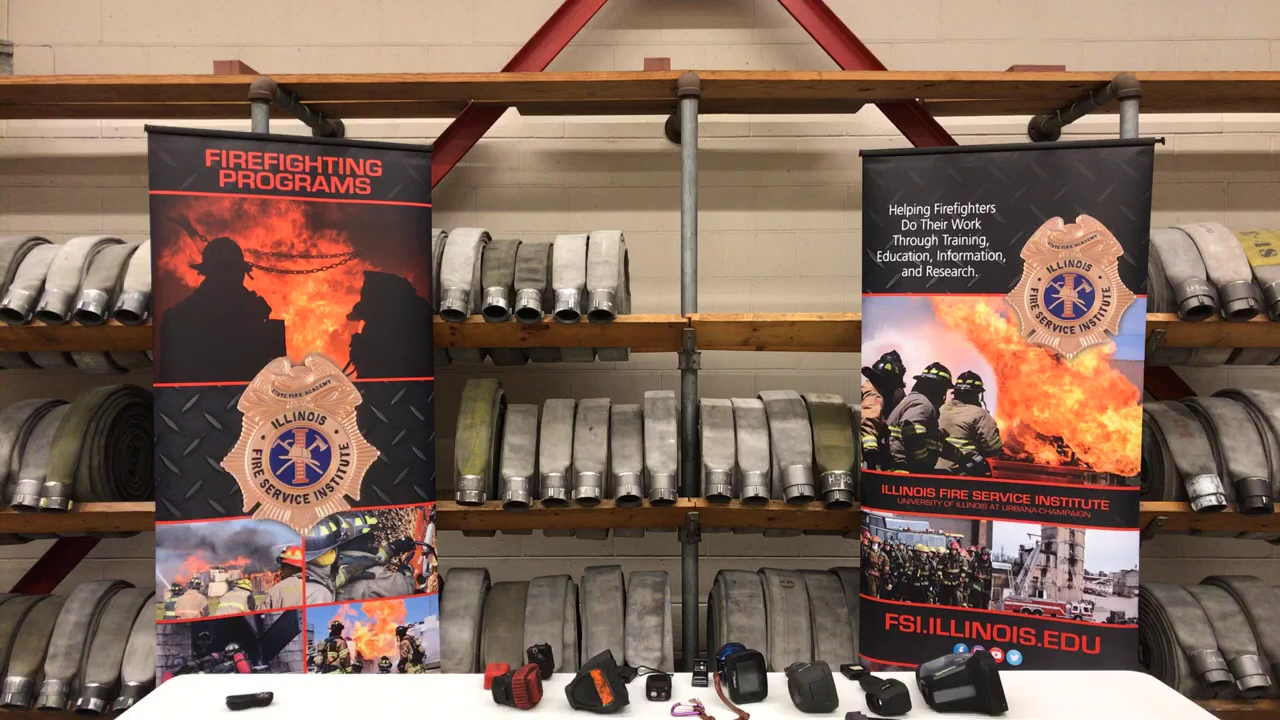 FIREFIGHTING
PROGRAMS
STATE FIRE ACADEMY
ILLINOIS
FIRE SERVICE INSTITUTE
Helping Firefighters
Do Their Work
Through Training,
Education, Information,
and Research.
STATE FIRE ACADEMY
ILLINOIS
FIRE SERVICE INSTITUTE
ILLINOIS FIRE SERVICE INSTITUTE
UNIVERSITY OF ILLINOIS AT URBANA-CHAMPAIGN
FSI.ILLINOIS.EDU